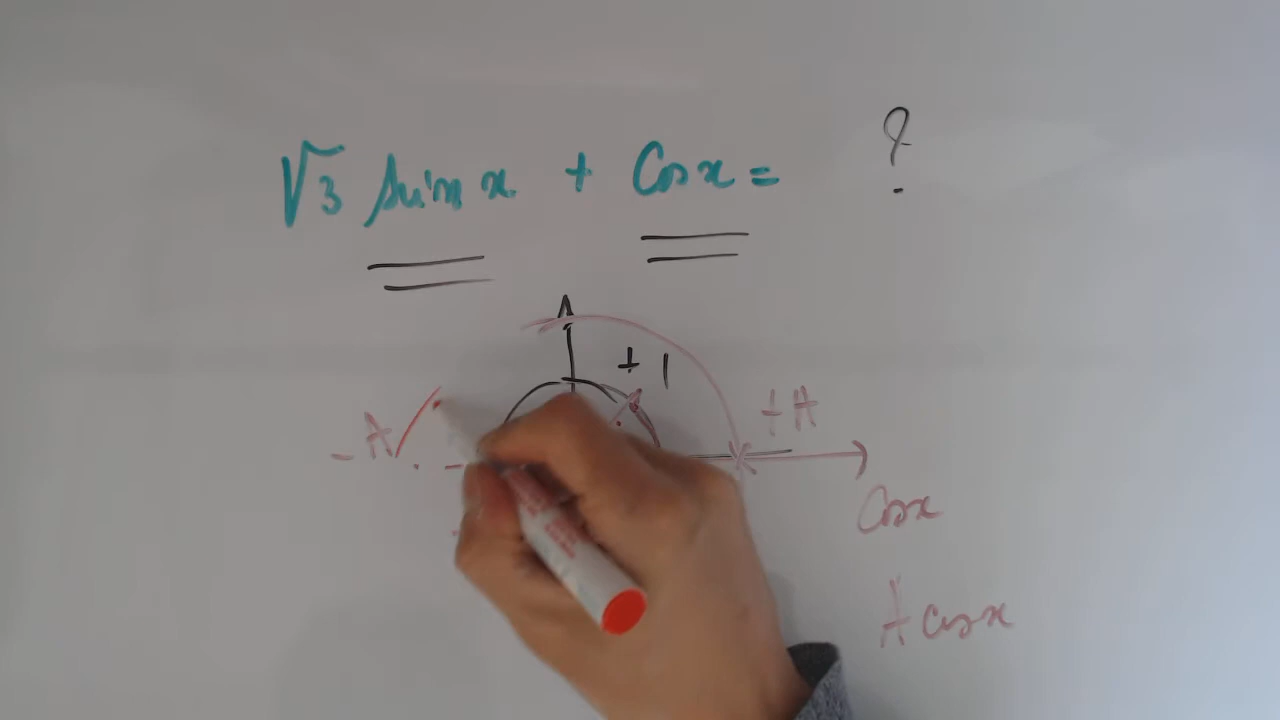 √3 sin x + Cos x = ?
+ 1
- A
+ A
Cos x
A cos x